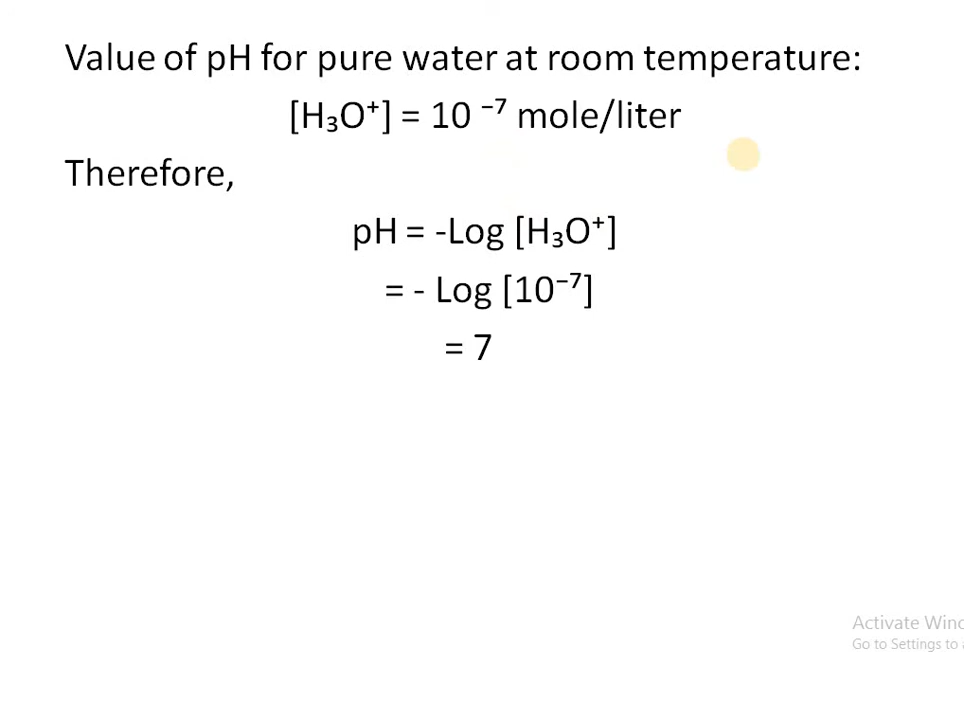 Value of pH for pure water at room temperature:
[H₃O⁺] = 10 ⁻⁷ mole/liter
Therefore,
pH = -Log [H₃O⁺]
= - Log [10⁻⁷]
= 7
Activate Winc
Go to Settings to